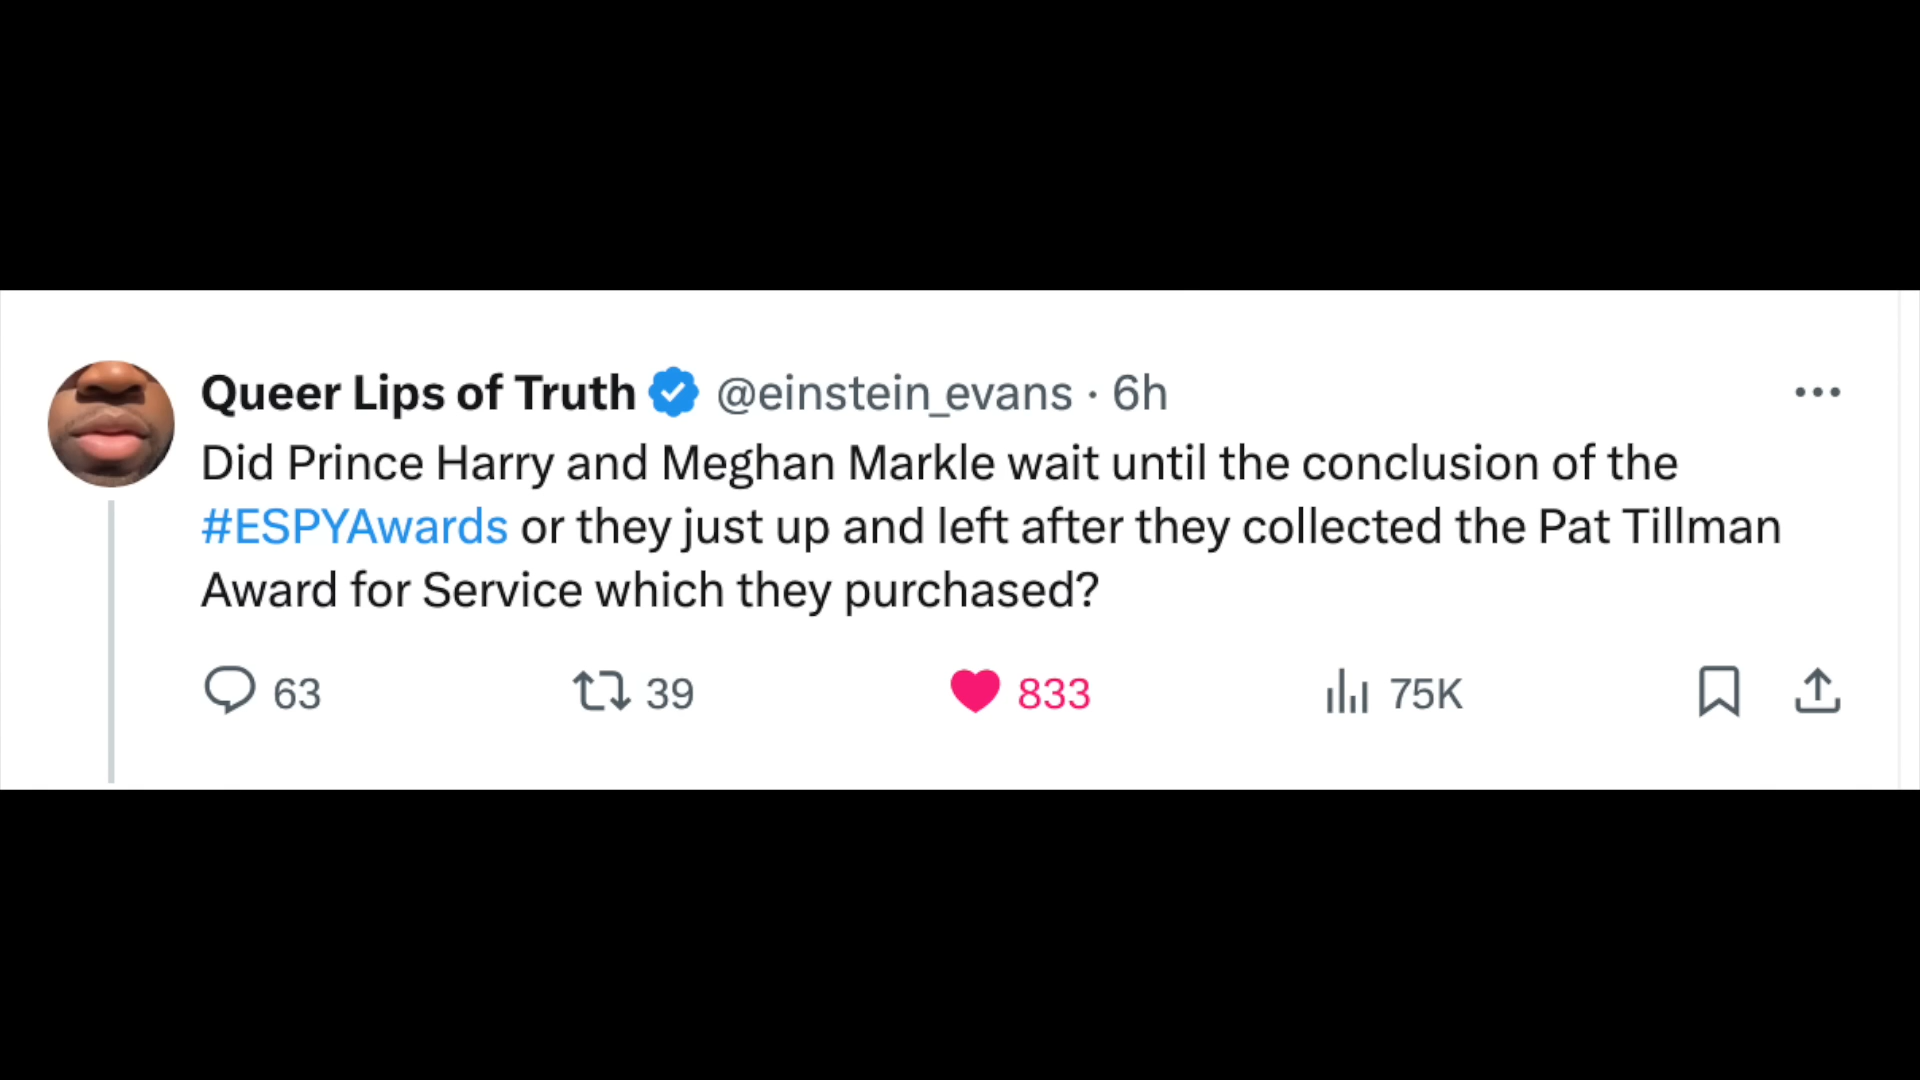 Queer Lips of Truth @einstein_evans · 6h
Did Prince Harry and Meghan Markle wait until the conclusion of the
#ESPYAwards or they just up and left after they collected the Pat Tillman
Award for Service which they purchased?
63 39 833 75K